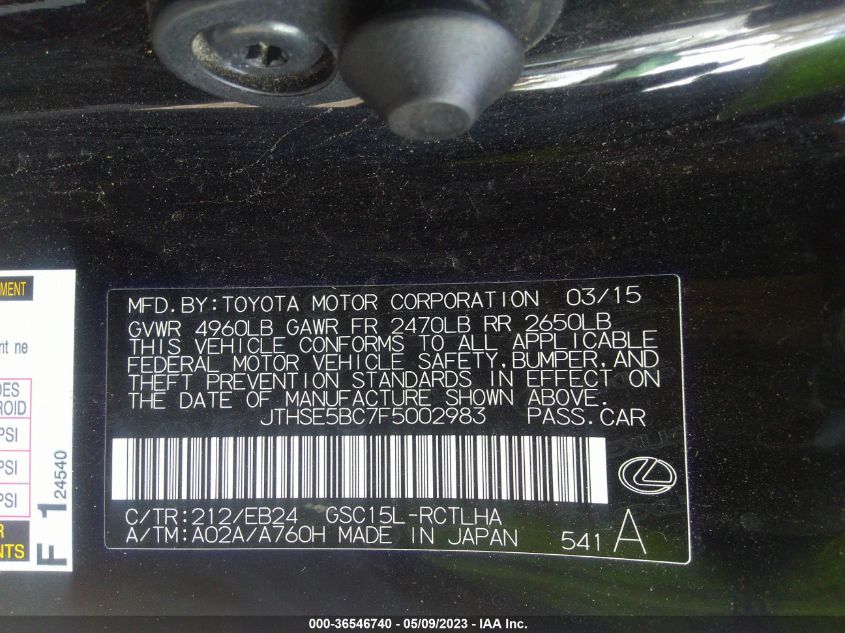 MFD.BY:TOYOTA MOTOR CORPORATION 03/15
GVWR 4960LB GAWR FR 2470LB RR 2650LB
THIS VEHICLE CONFORMS TO ALL APPLICABLE
FEDERAL MOTOR VEHICLE SAFETY,BUMPER,AND
THEFT PREVENTION STANDARDS IN EFFECT ON
THE DATE OF MANUFACTURE SHOWN ABOVE.
JTHSE5BC7F5002983 PASS.CAR
C/TR:212/EB24 GSC15L-RCTLHA
A/TM:A02A/A760H MADE IN JAPAN 541 A
MENT
nt ne
DES
ROID
PSI
PSI
PSI
R
NTS
F 1 24540
000-36546740 - 05/09/2023 - IAA Inc.